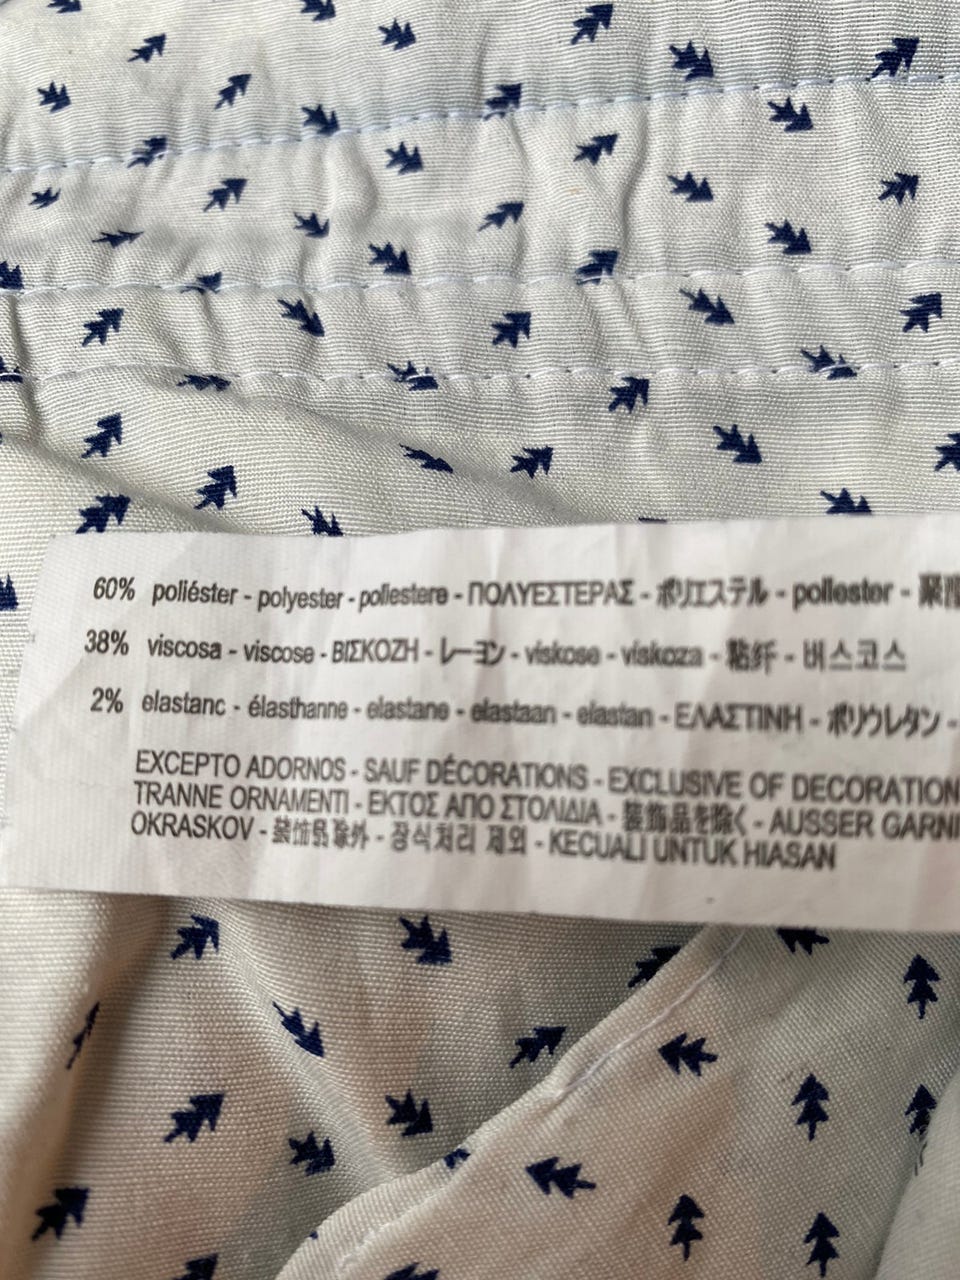 60% poliéster - polyester - poliestere - ΠΟΛΥΕΣΤΕΡΑΣ - ポリエステル - poliester - 聚
38% viscosa - viscose - ΒΙΣΚΟΖΗ - レーヨン - viskose - viskoza - 粘纤 - 비스코스
2% elastanc - élasthanne - elastane - elastaan - elastan - ΕΛΑΣΤΙΝΗ - ポリウレタン -
EXCEPTO ADORNOS - SAUF DÉCORATIONS - EXCLUSIVE OF DECORATION
TRANNE ORNAMENTI - ΕΚΤΟΣ ΑΠΟ ΣΤΟΛΙΔΙΑ - 装飾品を除く - AUSSER GARNI
OKRASKOV - 装饰品除外 - 장식처리 제외 - KECUALI UNTUK HIASAN